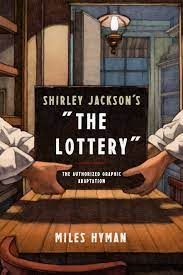 SHIRLEY JACKSON'S
"THE LOTTERY"
THE AUTHORIZED GRAPHIC
ADAPTATION
MILES HYMAN